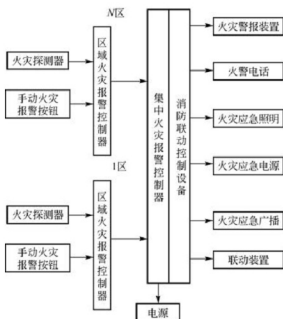 N区
火灾探测器
手动火灾
报警按钮
区域火灾报警控制器
1区
火灾探测器
手动火灾
报警按钮
区域火灾报警控制器
集中火灾报警控制器
消防联动控制设备
火灾警报装置
火警电话
火灾应急照明
火灾应急电源
火灾应急广播
联动装置
电源